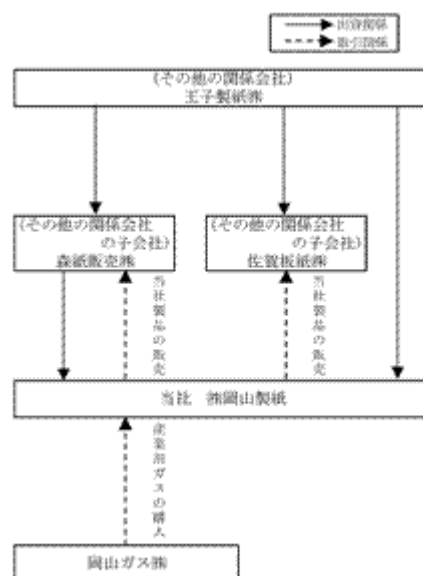 出資関係
取引関係
(その他の関係会社)
王子製紙㈱
(その他の関係会社
の子会社)
森紙販売㈱
(その他の関係会社
の子会社)
佐賀板紙㈱
当社製品の販売
当社製品の販売
当社 ㈱岡山製紙
産業用ガスの購入
岡山ガス㈱